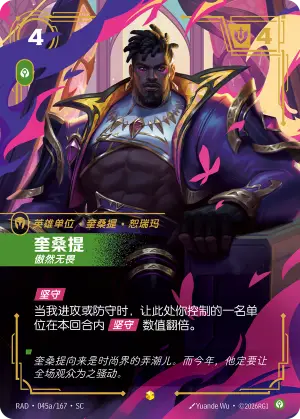 4
4
英雄单位·奎桑提·恕瑞玛
奎桑提
傲然无畏
坚守
当我进攻或防守时，让此处你控制的一名单
位在本回合内 坚守 数值翻倍。
奎桑提向来是时尚界的弄潮儿。而今年，他定要让
全场观众为之骚动。
RAD · 045a/167 · SC
Yuande Wu
©2026RG1